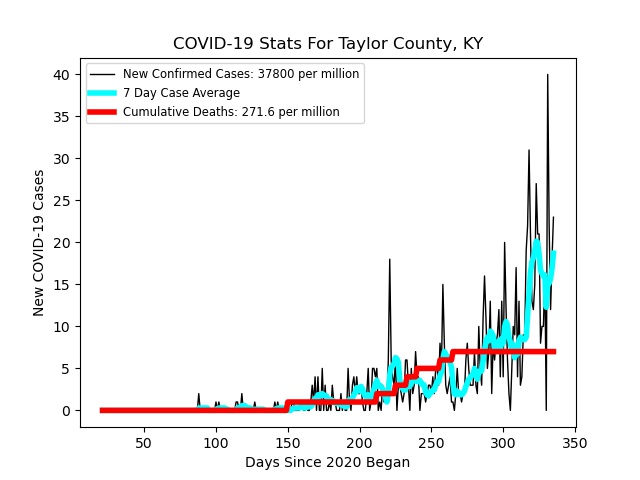 COVID-19 Stats For Taylor County, KY
New Confirmed Cases: 37800 per million
7 Day Case Average
Cumulative Deaths: 271.6 per million
New COVID-19 Cases
40
35
30
25
20
15
10
5
0
50 100 150 200 250 300 350
Days Since 2020 Began